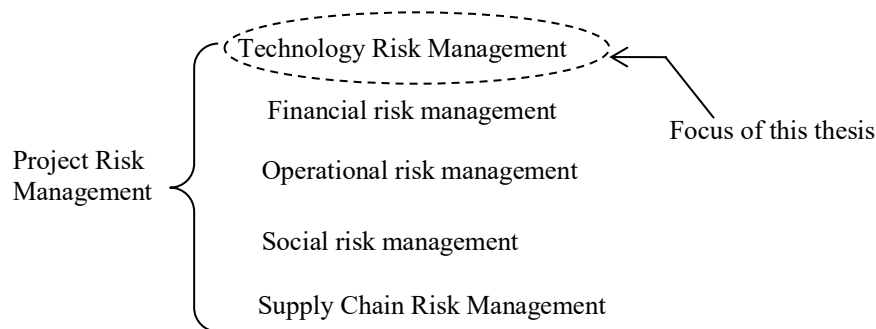 Technology Risk Management
Financial risk management
Focus of this thesis
Project Risk
Management
Operational risk management
Social risk management
Supply Chain Risk Management